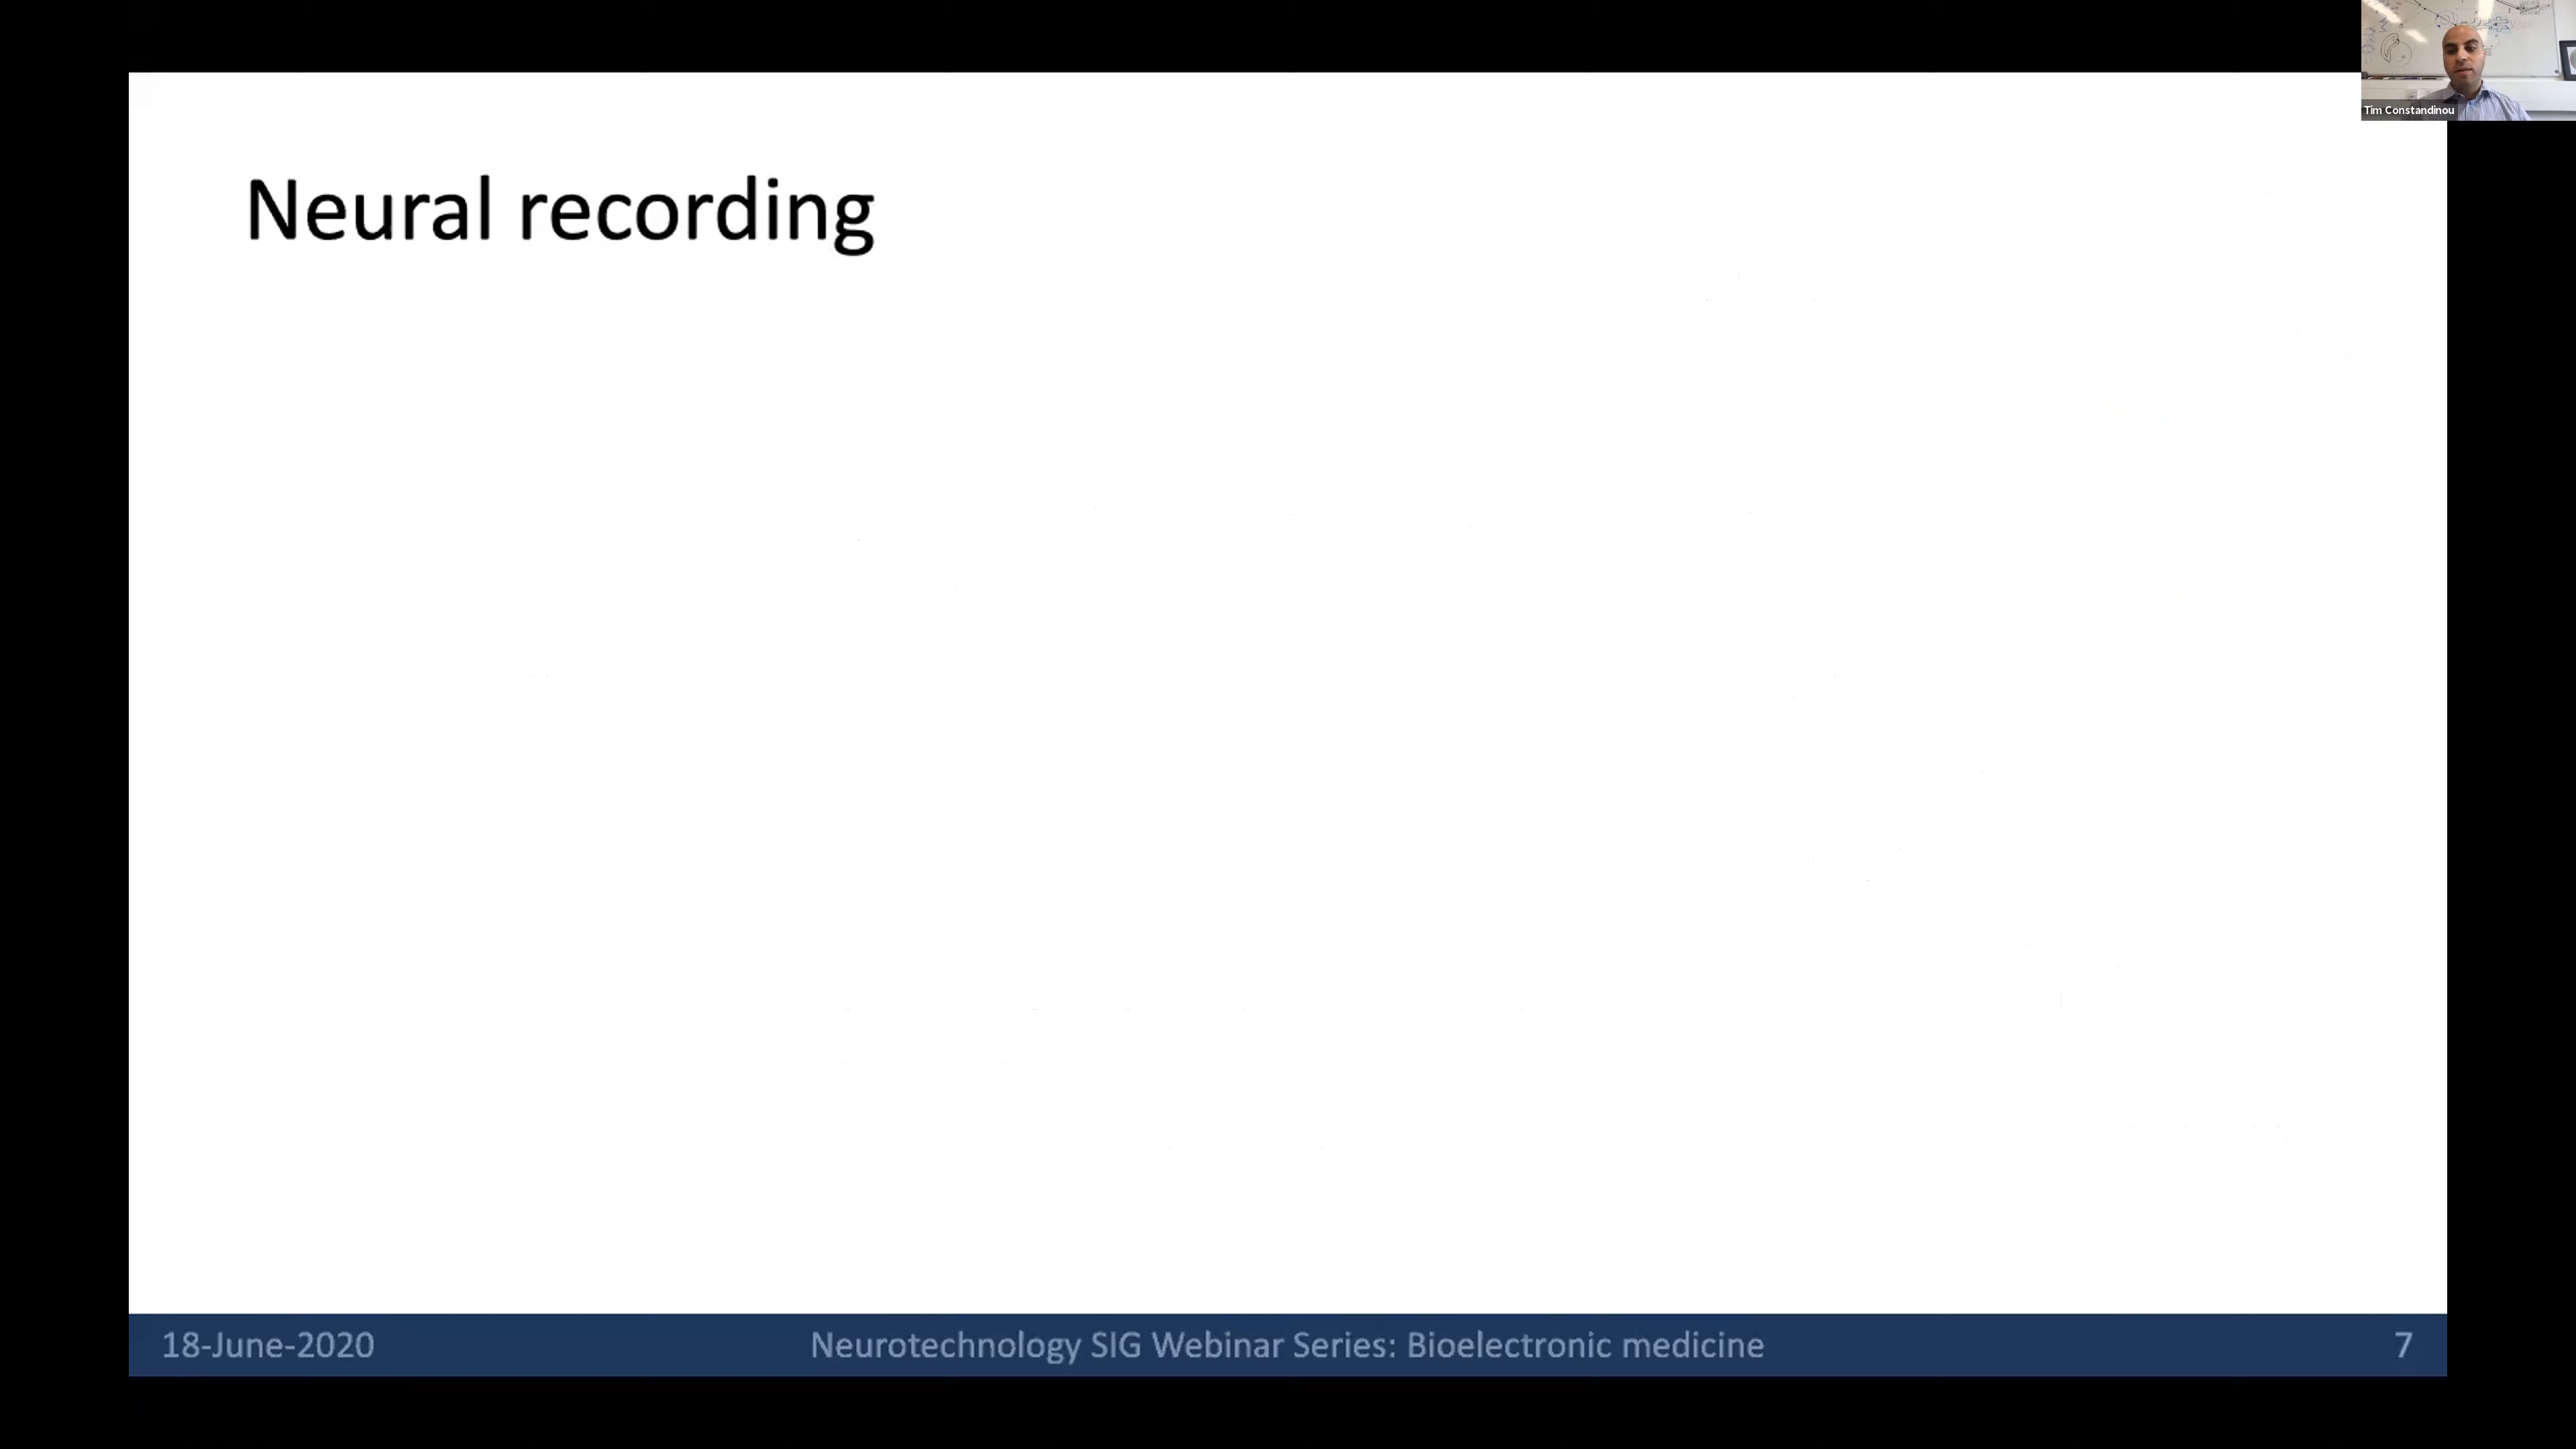 Tim Constandinou
Neural recording
18-June-2020
Neurotechnology SIG Webinar Series: Bioelectronic medicine
7